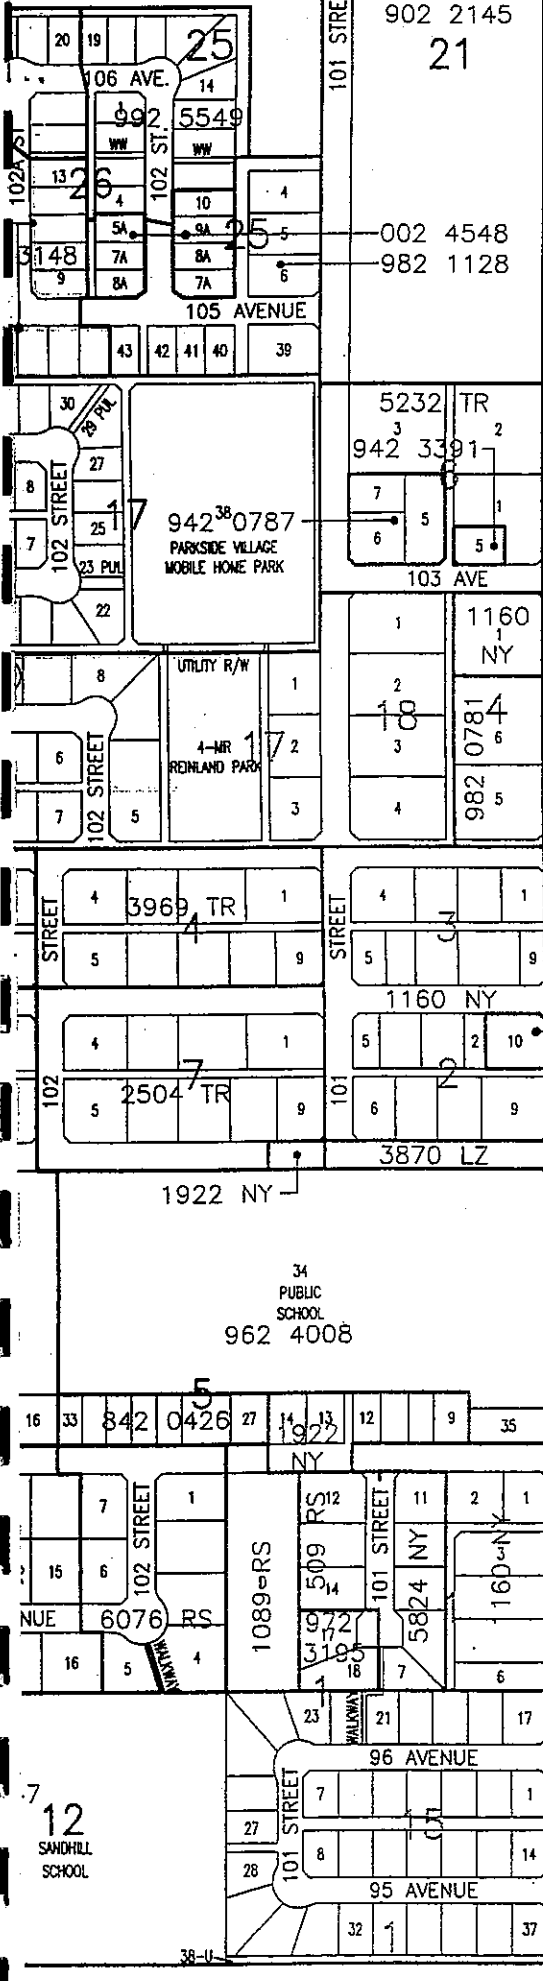 902 2145
21
101 STRE
20 19 25
106 AVE.
14
1
992 5549
WW WW
102A ST
102 ST.
13 26
4
10
4
5A 9A 25 5
002 4548
3148
7A 8A
982 1128
9 8A 7A 6
105 AVENUE
43 42 41 40 39
30
29 PUL
5232 TR
3 2
942 3391
8 27
102 STREET
17
25
7
942 38 0787
7
6 5
1
5
PARKSIDE VILLAGE
MOBILE HOME PARK
23 PUL
22
103 AVE
1
1160
1
NY
8
UTILITY R/W
1
2
18
4
6
0781
982
6
102 STREET
4-MR
REINLAND PARK
17
2
3
7 5
3
4
5
STREET
4 3969 TR 1
4
5 9
STREET
4 1
3
5 9
1160 NY
102
4 1
7
2504 TR
5 9
101
5 2 10
2
6 9
3870 LZ
1922 NY
34
PUBLIC
SCHOOL
962 4008
5
16 33 842 0426 27 14 13 12 9 35
1922
NY
7
1
102 STREET
15 6
1089 RS
12
509 RS
14
101 STREET
11
5824 NY
2 1
3
160 NY
NUE
6076 RS
16 5
WALKWAY
4
972
17
3195
18
1
7
6
23
WALKWAY
21 17
96 AVENUE
101 STREET
7 1
15
27
8 14
28
95 AVENUE
32 1 37
.7
12
SANDHILL
SCHOOL
38-U